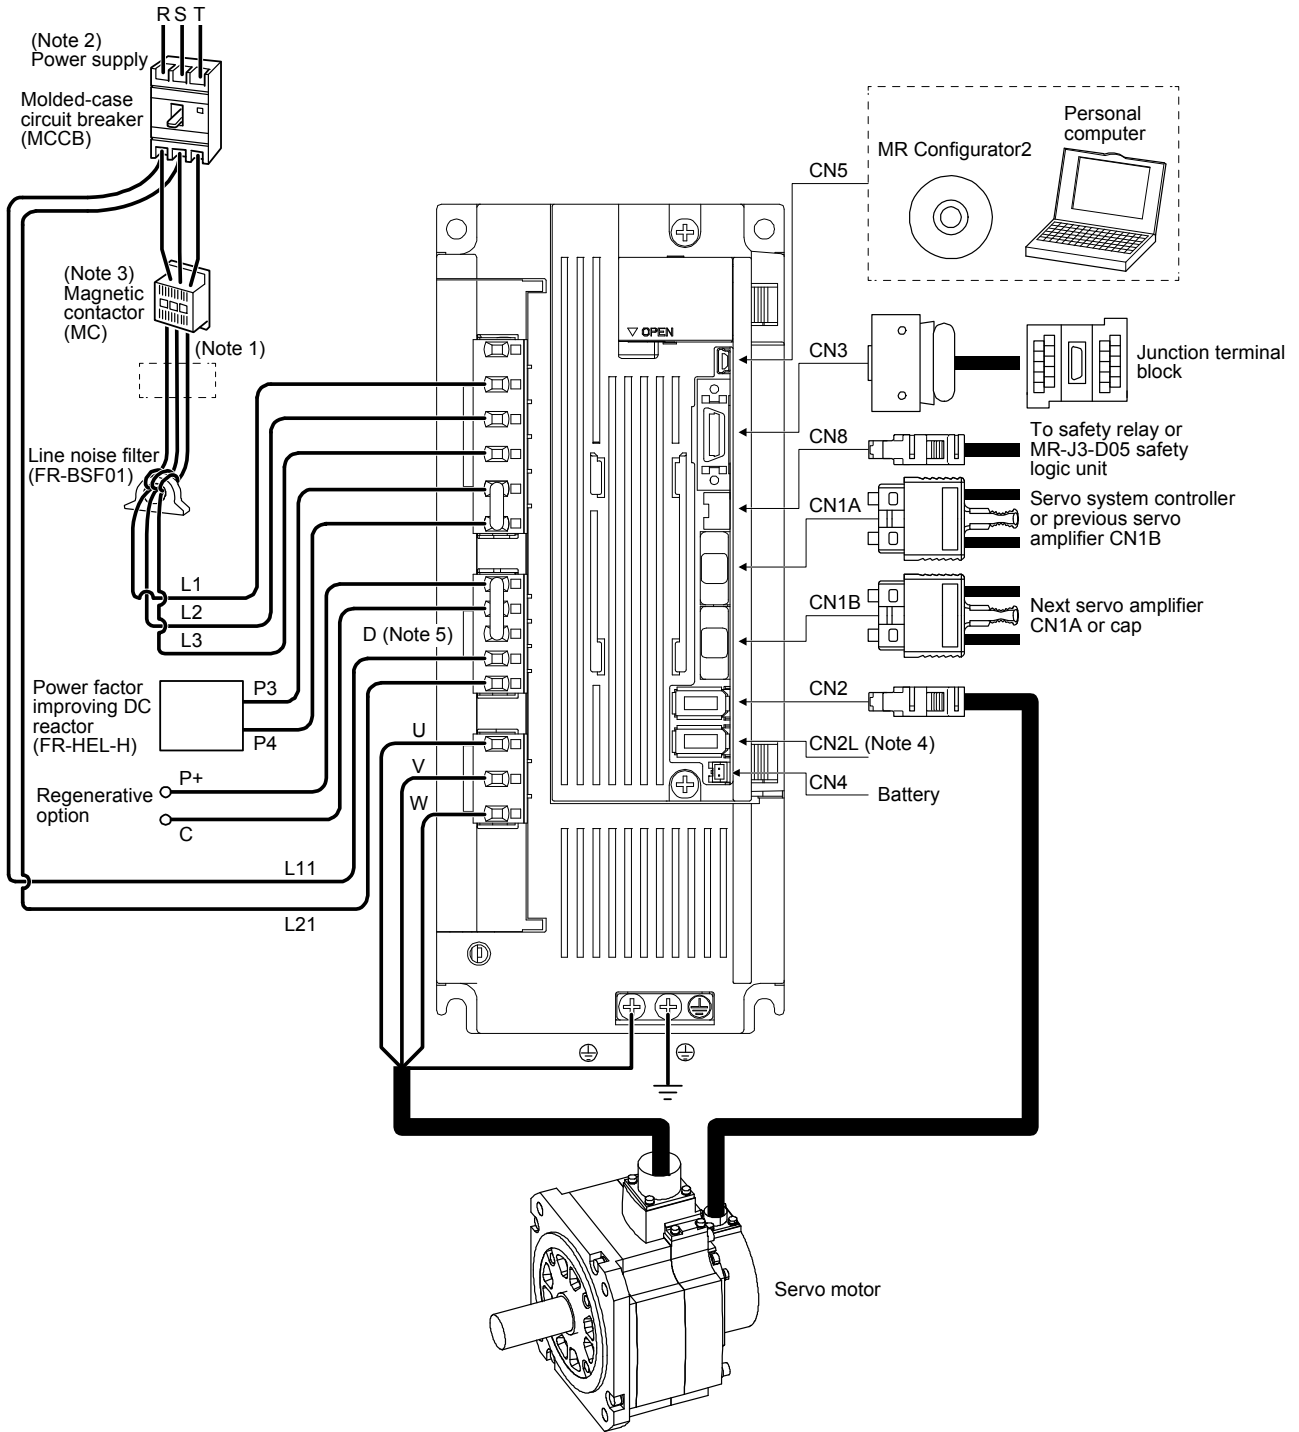 R S T
(Note 2)
Power supply
Molded-case
circuit breaker
(MCCB)
(Note 3)
Magnetic
contactor
(MC)
(Note 1)
Line noise filter
(FR-BSF01)
L1
L2
L3
D (Note 5)
Power factor
improving DC
reactor
(FR-HEL-H)
P3
P4
Regenerative
option
P+
C
L11
L21
U
V
W
▽ OPEN
CN5
MR Configurator2
Personal
computer
CN3
Junction terminal
block
CN8
To safety relay or
MR-J3-D05 safety
logic unit
CN1A
Servo system controller
or previous servo
amplifier CN1B
CN1B
Next servo amplifier
CN1A or cap
CN2
CN2L (Note 4)
CN4
Battery
Servo motor